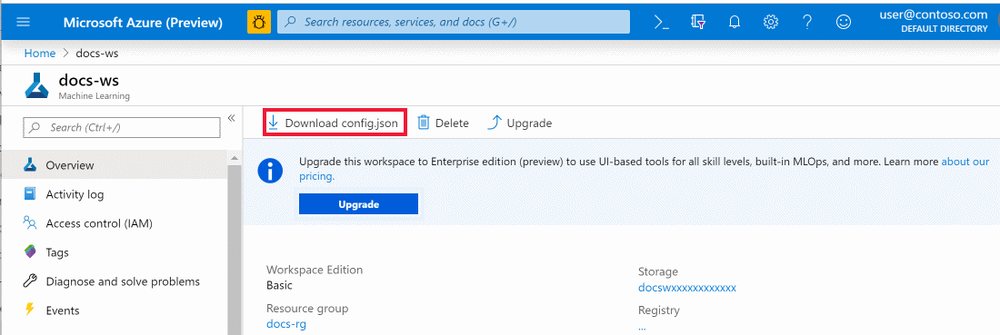 Microsoft Azure (Preview)
Search resources, services, and docs (G+/)
user@contoso.com
DEFAULT DIRECTORY
Home > docs-ws
docs-ws
Machine Learning
Search (Ctrl+/)
Overview
Activity log
Access control (IAM)
Tags
Diagnose and solve problems
Events
Download config.json
Delete
Upgrade
Upgrade this workspace to Enterprise edition (preview) to use UI-based tools for all skill levels, built-in MLOps, and more. Learn more about our
pricing.
Upgrade
Workspace Edition
Basic
Resource group
docs-rg
Storage
docswxxxxxxxxxxxx
Registry
...